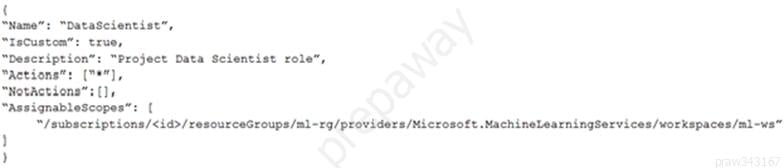 {
“Name”: “DataScientist”,
“IsCustom”: true,
“Description”: “Project Data Scientist role”,
“Actions”: [“*”],
“NotActions”:[],
“AssignableScopes”: [
“/subscriptions/<id>/resourceGroups/ml-rg/providers/Microsoft.MachineLearningServices/workspaces/ml-ws”
]
}
prepaway
praw343167